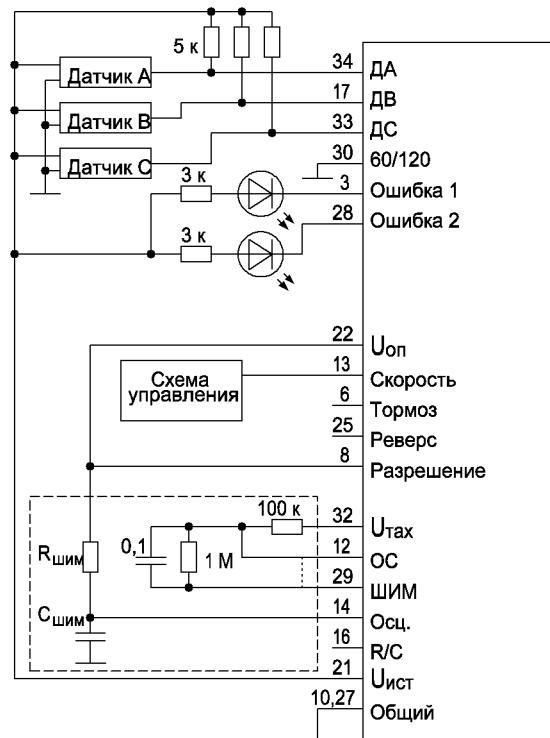 5 к
34
ДА
Датчик А
17
ДВ
Датчик В
33
ДС
Датчик С
30
60/120
3 к
3
Ошибка 1
28
Ошибка 2
3 к
22
Uоп
13
Скорость
Схема
управления
6
Тормоз
25
Реверс
8
Разрешение
100 к
32
Uтах
0,1
12
ОС
Rшим
1 М
29
ШИМ
Сшим
14
Осц.
16
R/C
21
Uист
10,27
Общий